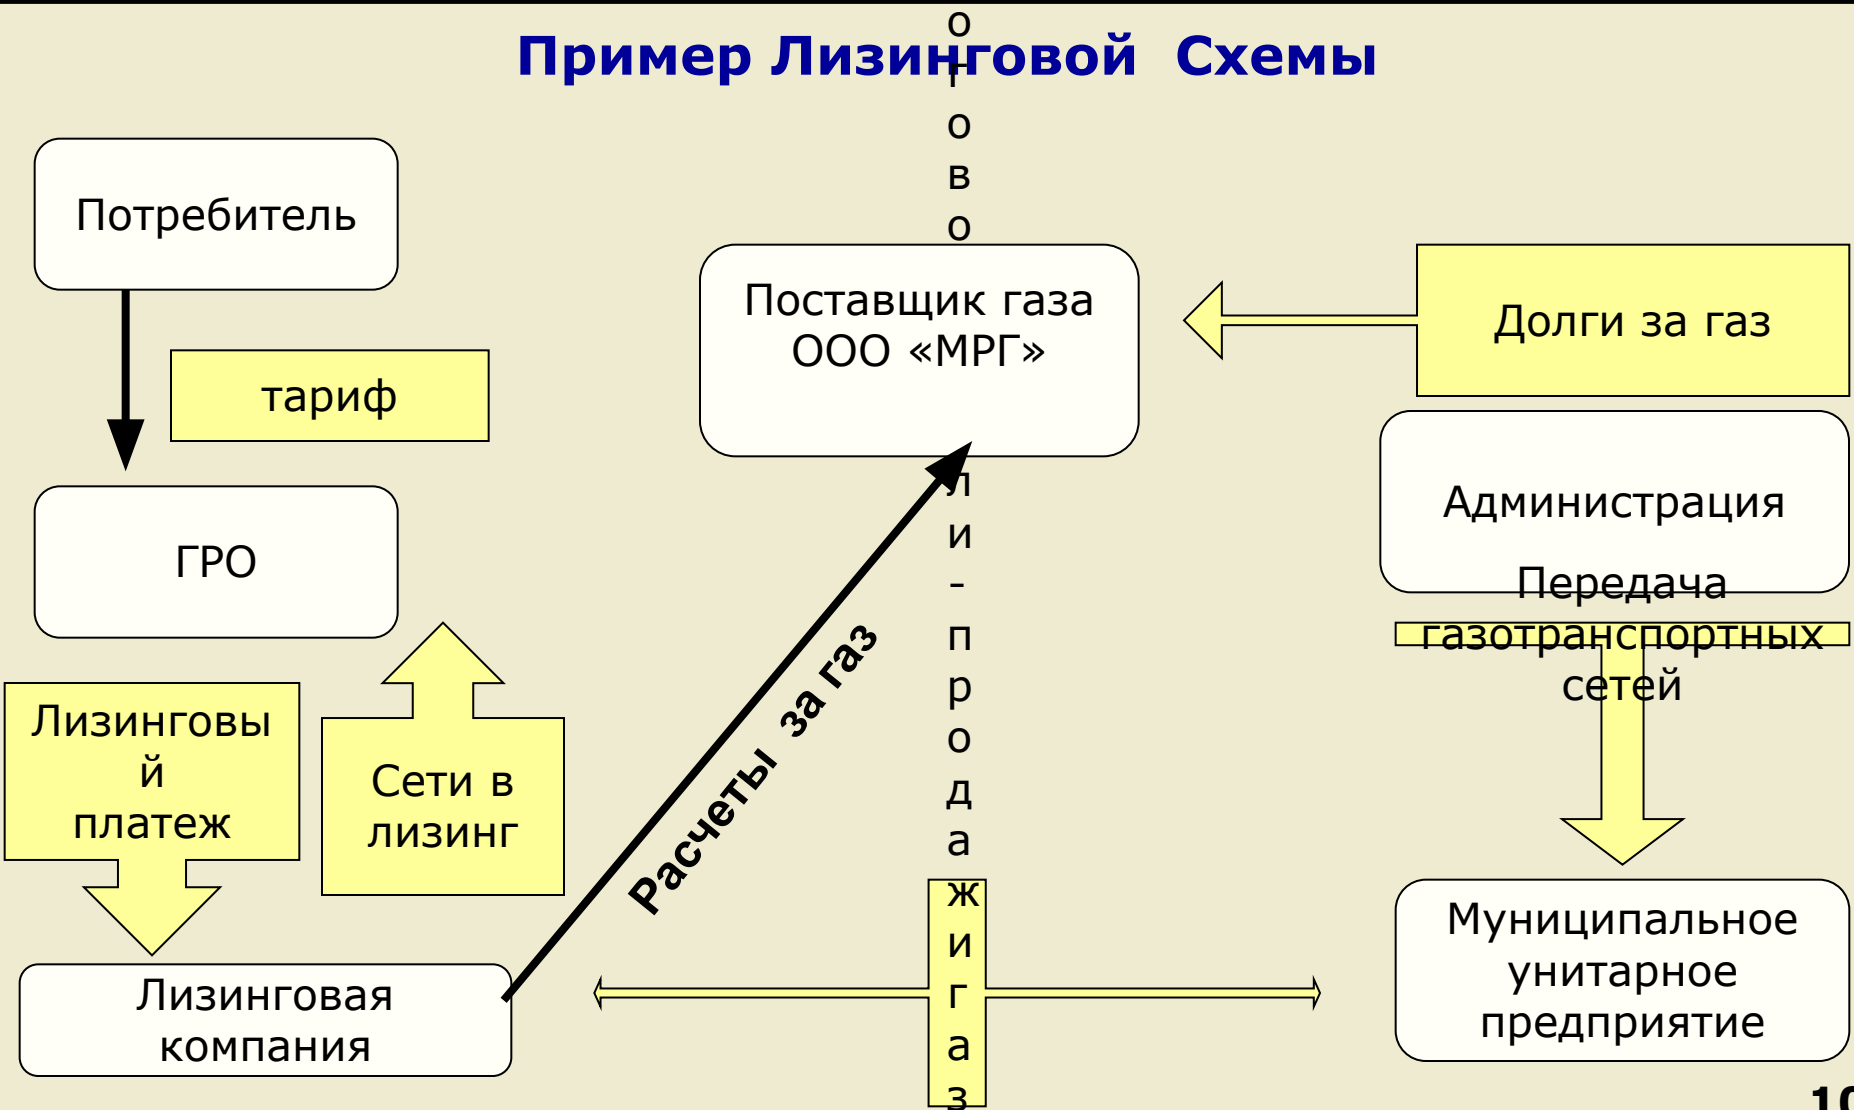 Пример Лизинговой Схемы
Потребитель
тариф
ГРО
Лизинговы
й
платеж
Сети в
лизинг
Лизинговая
компания
Расчеты за газ
Поставщик газа
ООО «МРГ»
о
г
о
в
о
л
и
-
п
р
о
д
а
ж
и
г
а
з
Долги за газ
Администрация
Передача
газотранспортных
сетей
Муниципальное
унитарное
предприятие
10